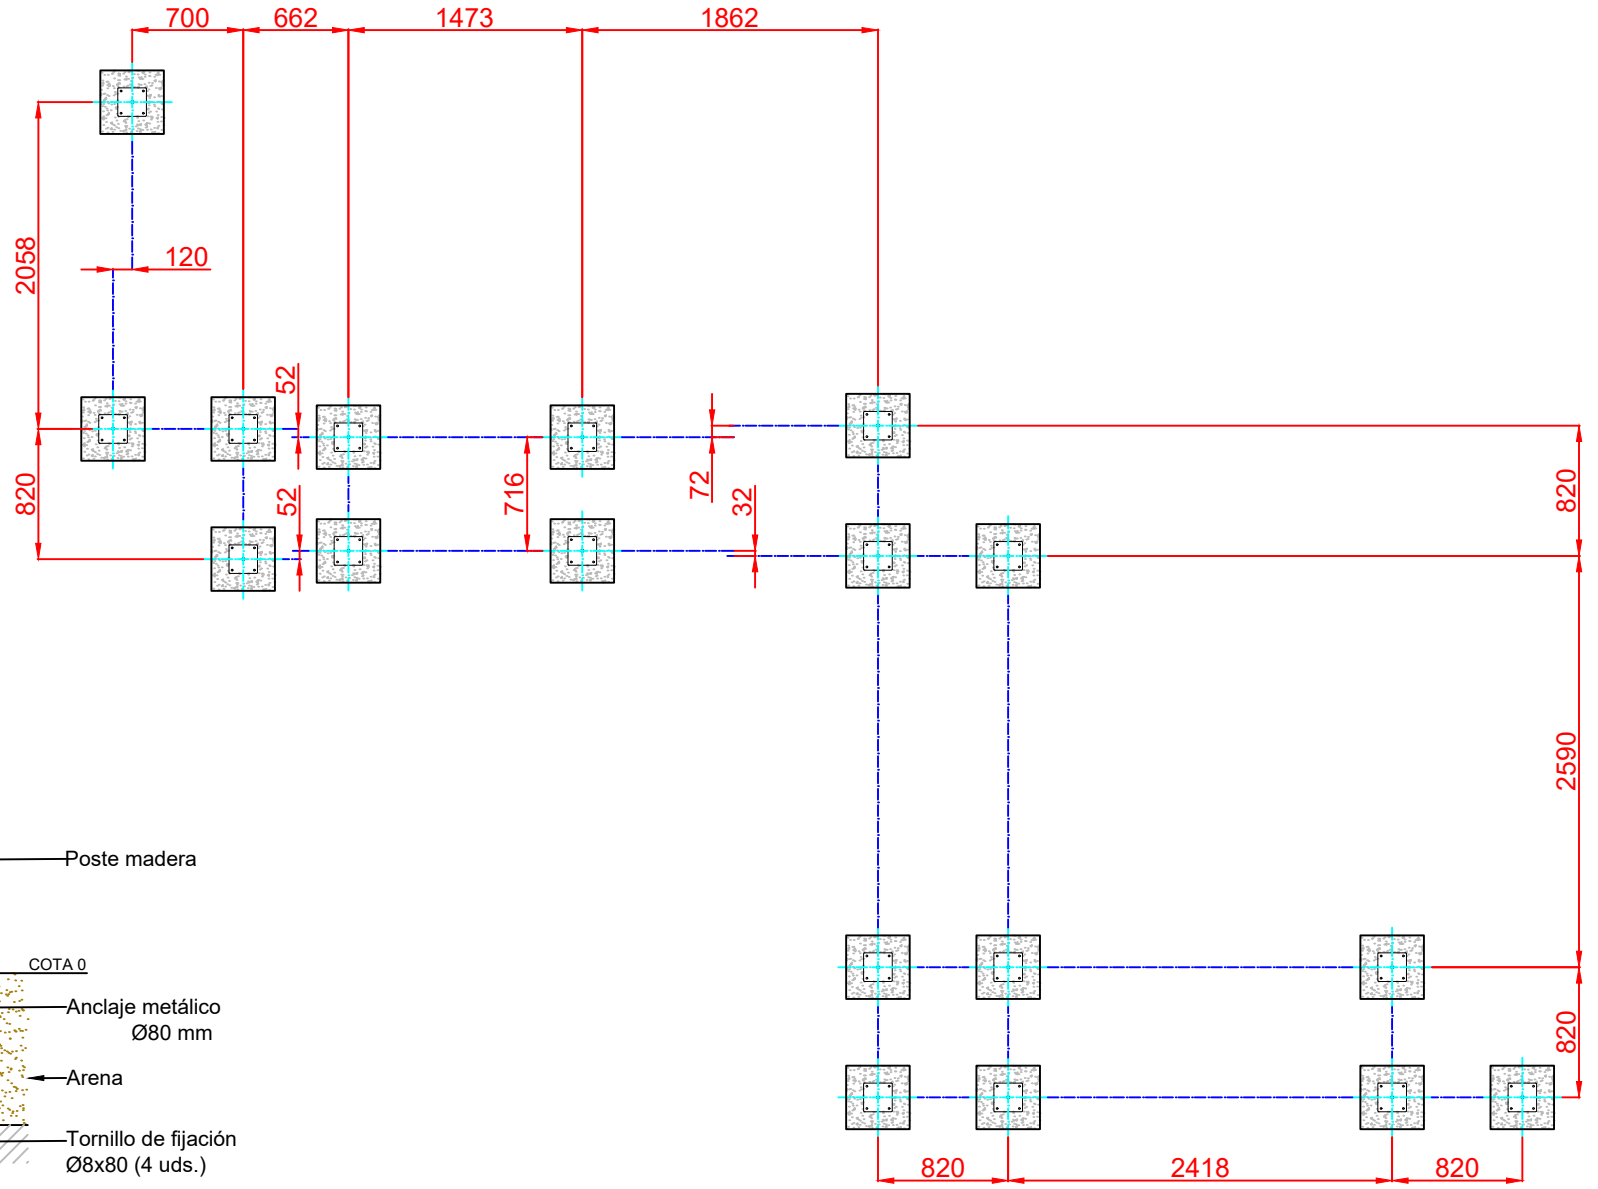 700 662 1473 1862
2058
120
52
820
52
716
72
32
820
2590
820
820 2418 820
Poste madera
COTA 0
Anclaje metálico
Ø80 mm
Arena
Tornillo de fijación
Ø8x80 (4 uds.)